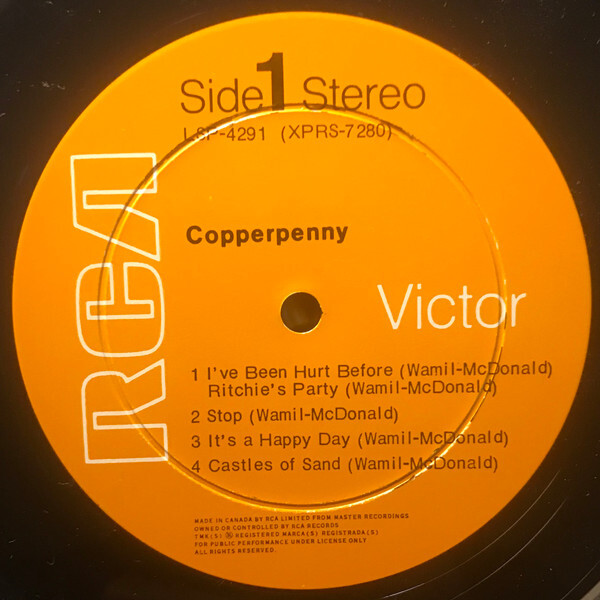 Side 1 Stereo
LSP-4291 (XPRS-7280)
RCA
Copperpenny
Victor
1 I've Been Hurt Before (Wamil-McDonald)
Ritchie's Party (Wamil-McDonald)
2 Stop (Wamil-McDonald)
3 It's a Happy Day (Wamil-McDonald)
4 Castles of Sand (Wamil-McDonald)
MADE IN CANADA BY RCA LIMITED FROM MASTER RECORDINGS
OWNED OR CONTROLLED BY RCA RECORDS
TMK(S) ® REGISTERED MARCA(S) REGISTRADA(S)
FOR PUBLIC PERFORMANCE UNDER LICENSE ONLY
ALL RIGHTS RESERVED.